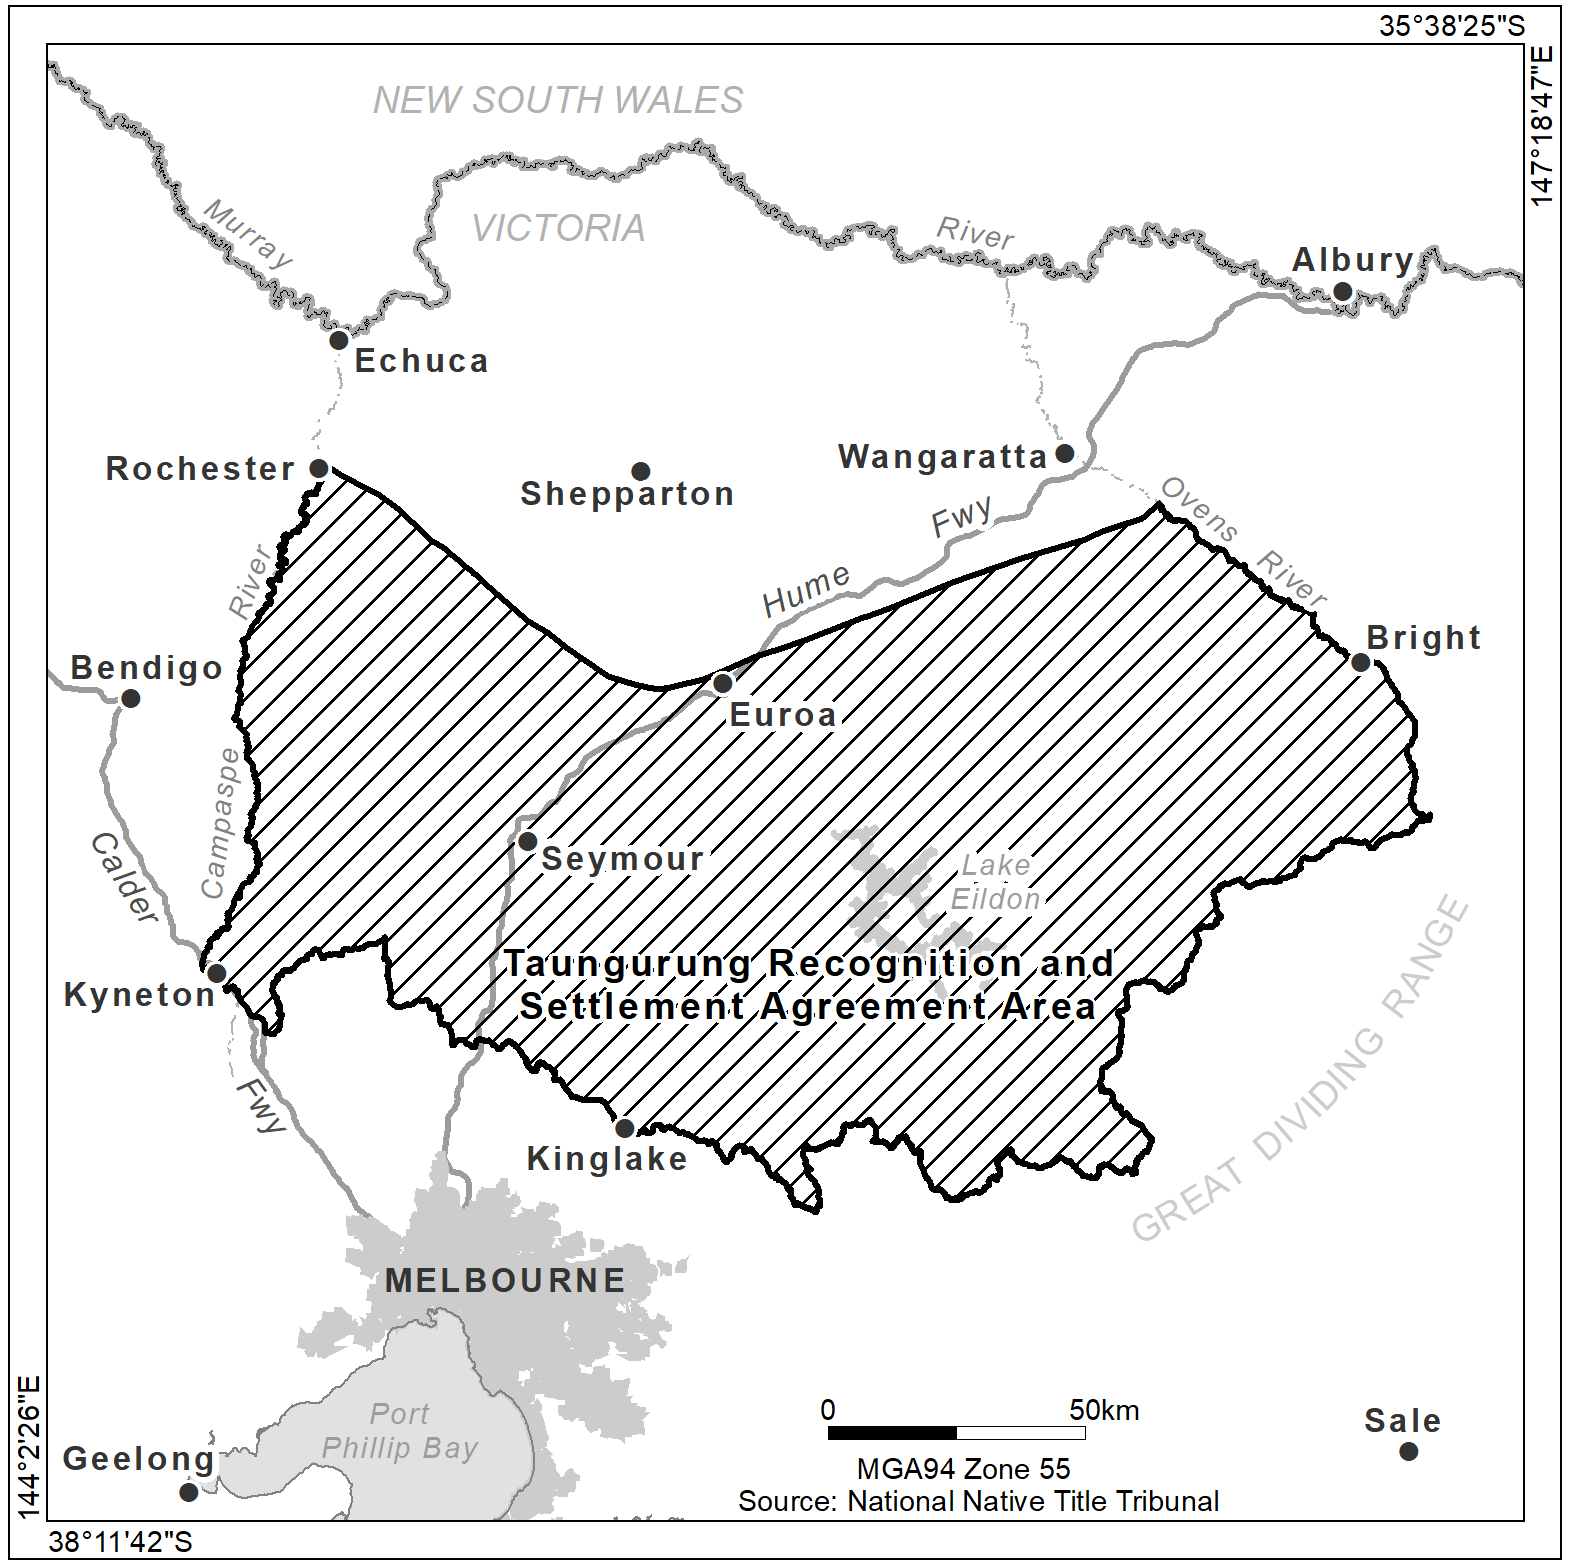 35°38'25"S
147°18'47"E
NEW SOUTH WALES
VICTORIA
Murray
River
Albury
Echuca
Rochester
Shepparton
Wangaratta
Ovens
River
Hume
Fwy
River
Bright
Bendigo
Euroa
Campaspe
Calder
Seymour
Lake
Eildon
Taungurung Recognition and
Settlement Agreement Area
Kyneton
GREAT DIVIDING RANGE
Fwy
Kinglake
MELBOURNE
Port
Phillip Bay
Geelong
Sale
0
50km
MGA94 Zone 55
Source: National Native Title Tribunal
144°2'26"E
38°11'42"S